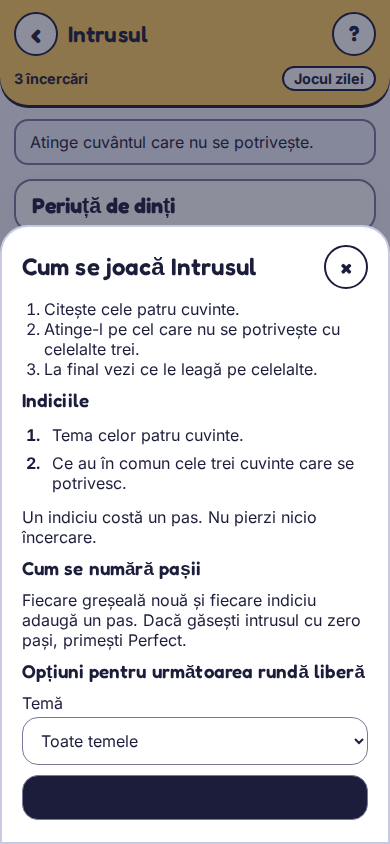 Intrusul
?
3 încercări
Jocul zilei
Atinge cuvântul care nu se potrivește.
Periuță de dinți
Cum se joacă Intrusul
×
1. Citește cele patru cuvinte.
2. Atinge-l pe cel care nu se potrivește cu
celelalte trei.
3. La final vezi ce le leagă pe celelalte.
Indiciile
1. Tema celor patru cuvinte.
2. Ce au în comun cele trei cuvinte care se
potrivesc.
Un indiciu costă un pas. Nu pierzi nicio
încercare.
Cum se numără pașii
Fiecare greșeală nouă și fiecare indiciu
adaugă un pas. Dacă găsești intrusul cu zero
pași, primești Perfect.
Opțiuni pentru următoarea rundă liberă
Temă
Toate temele